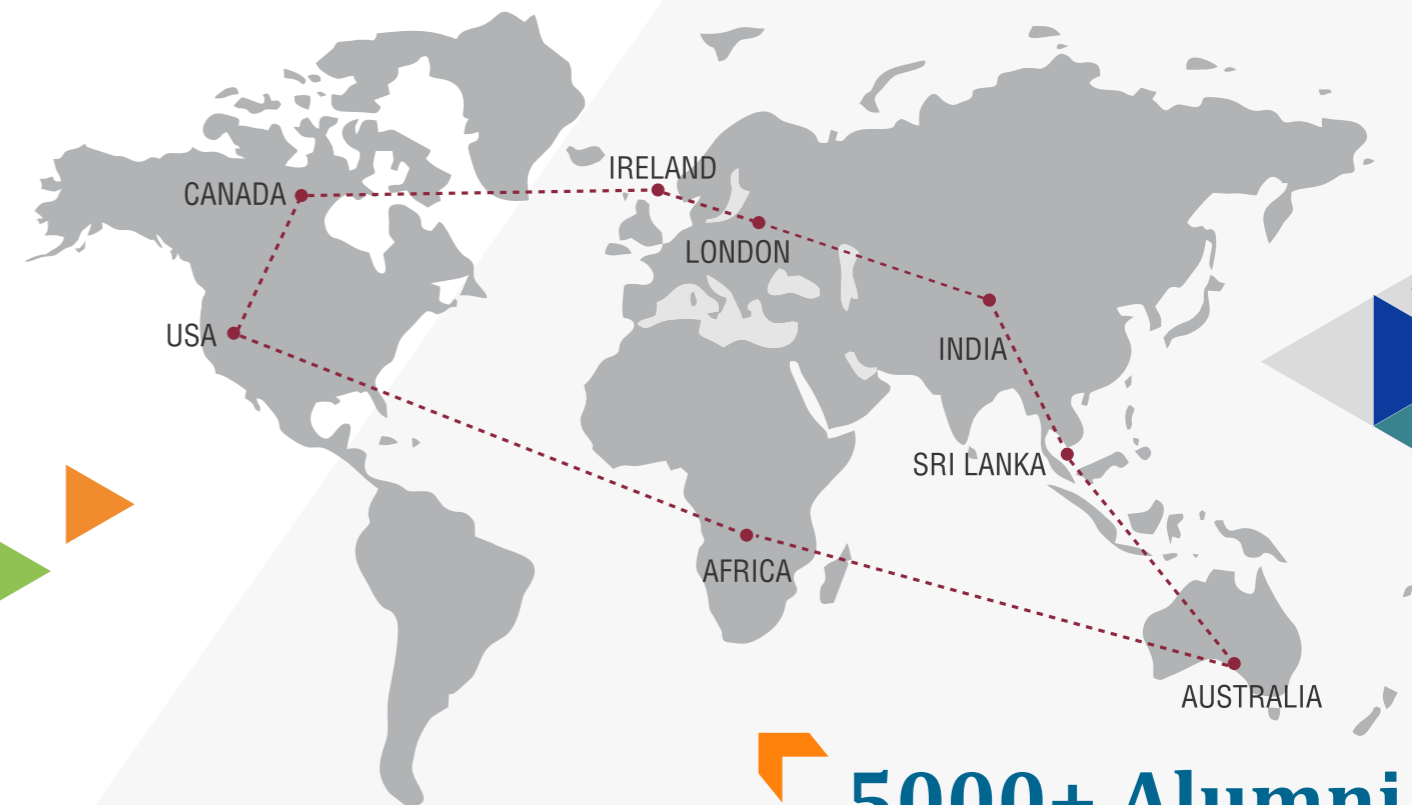 IRELAND
CANADA
LONDON
USA
INDIA
SRI LANKA
AFRICA
AUSTRALIA
5000+ Alumni